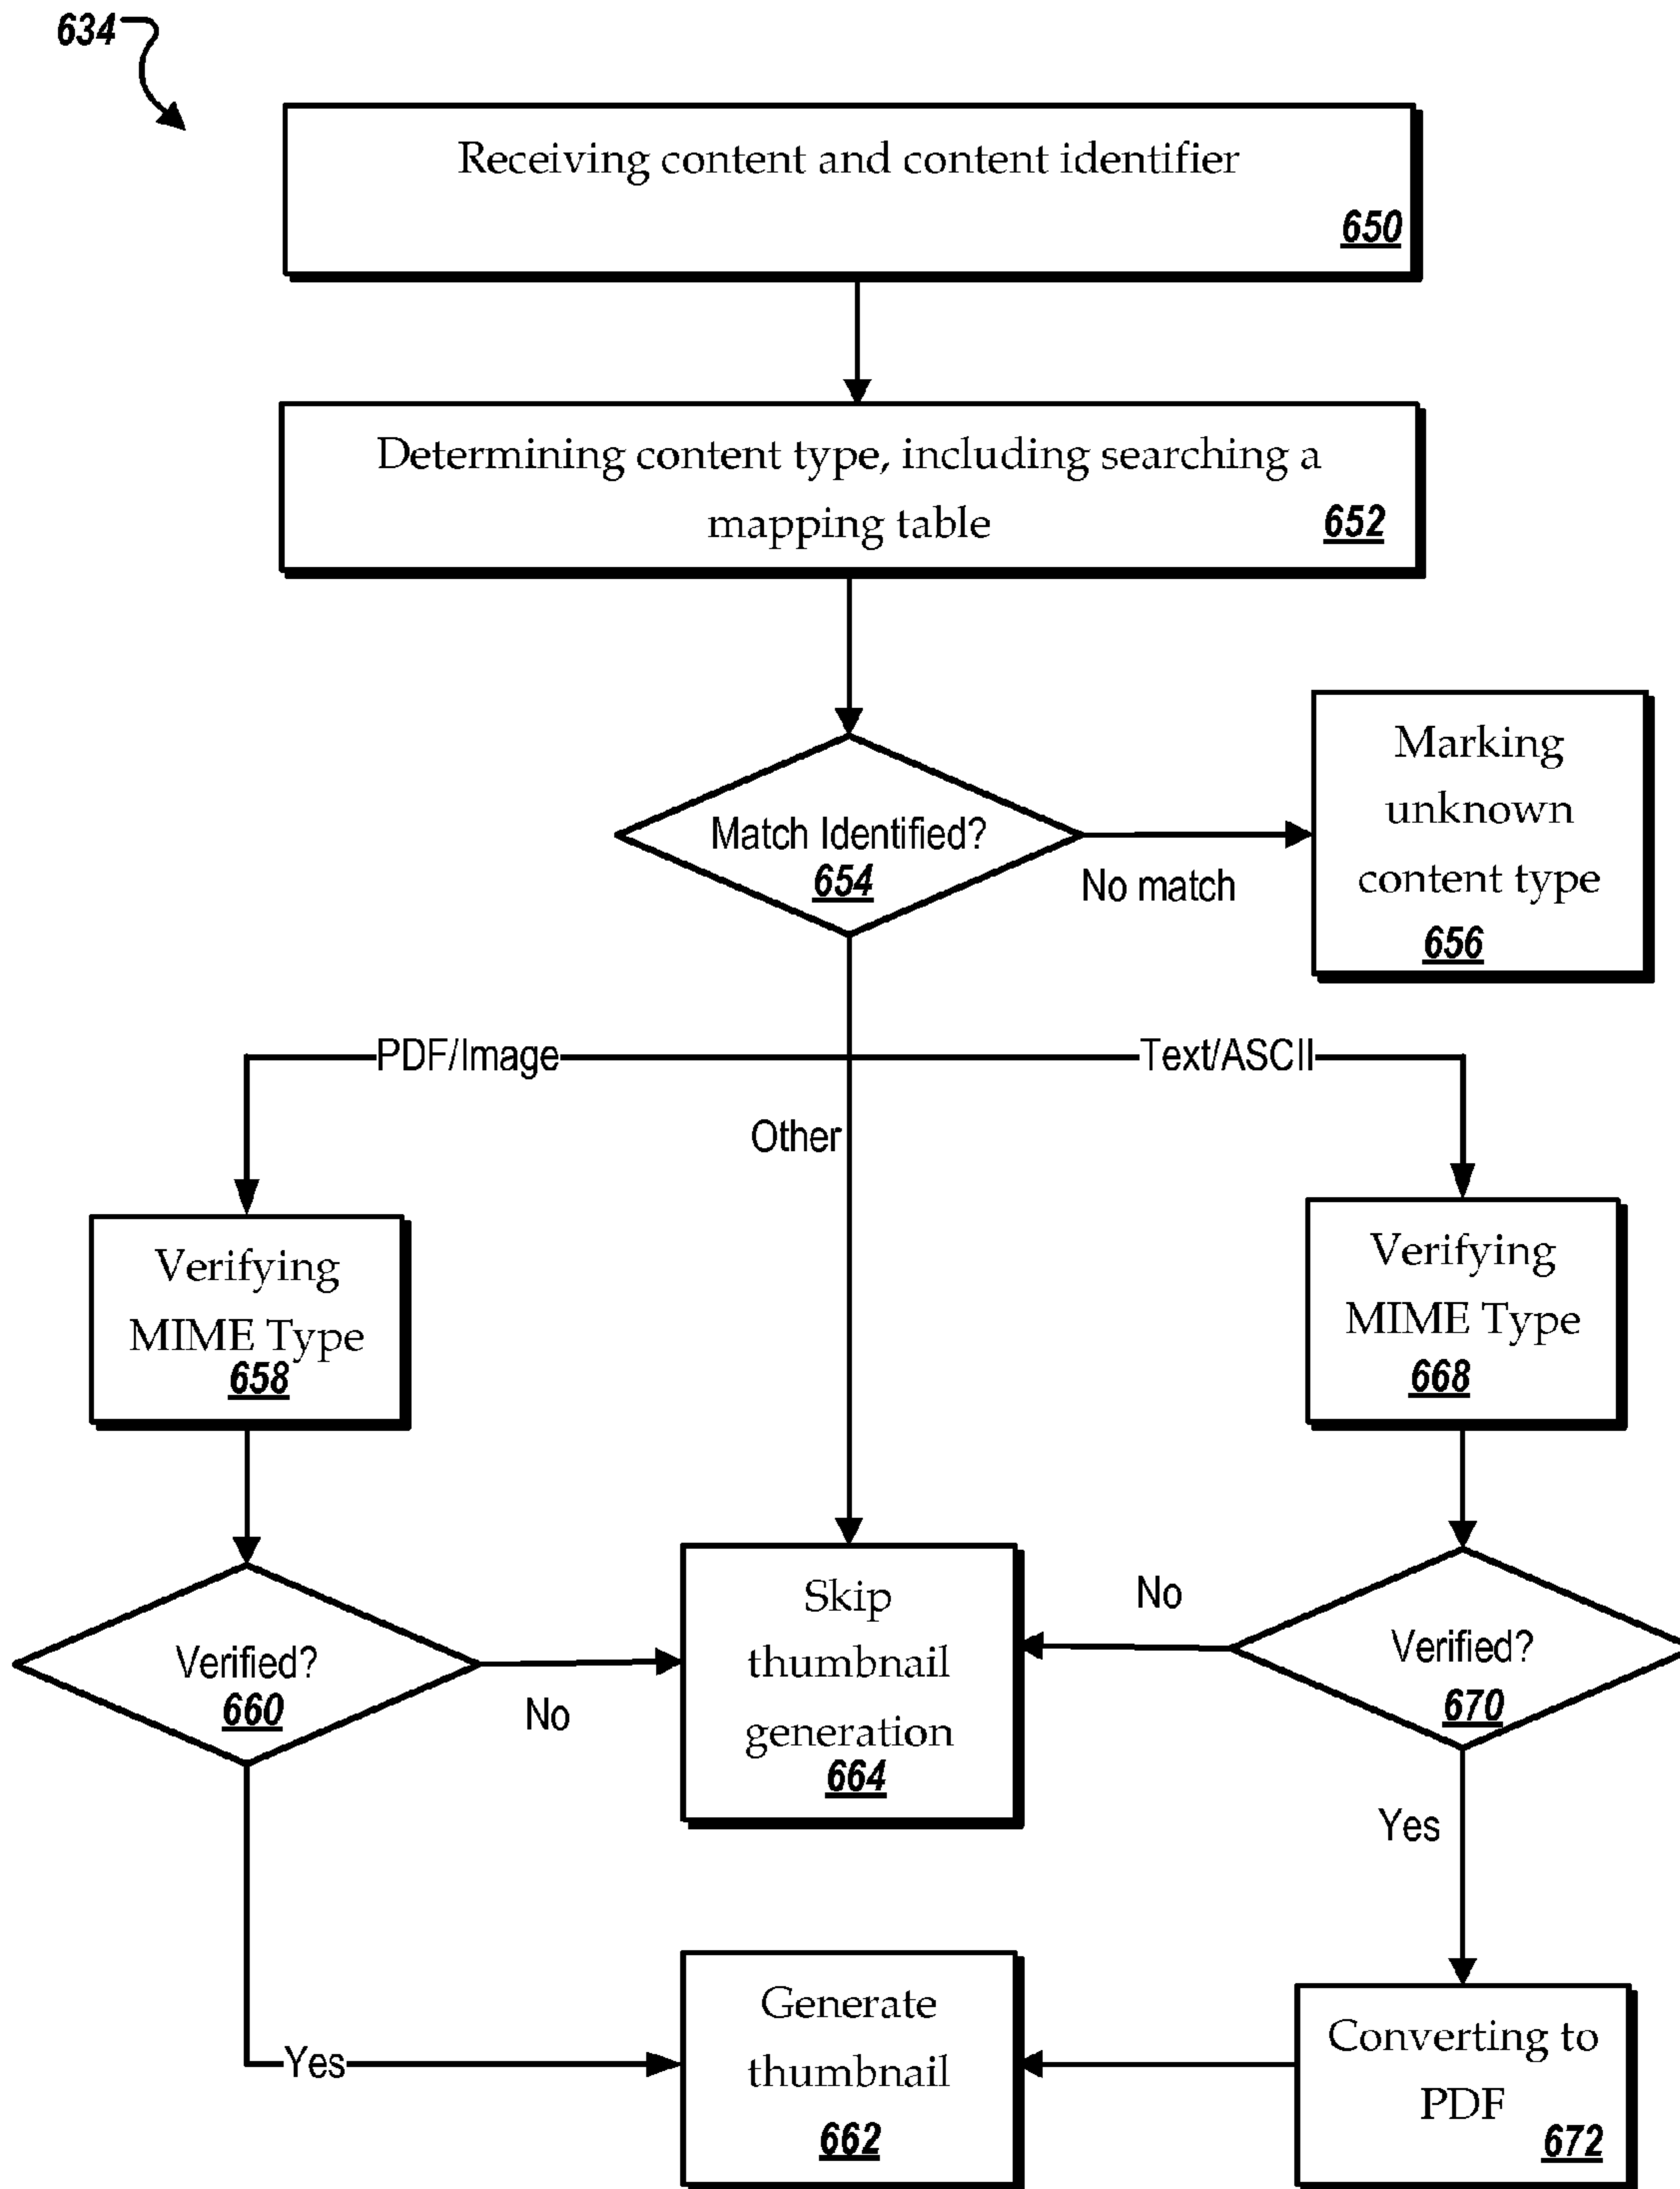 634
Receiving content and content identifier
650
Determining content type, including searching a
mapping table
652
Match Identified?
654
No match
Marking
unknown
content type
656
PDF/Image
Text/ASCII
Other
Verifying
MIME Type
658
Verifying
MIME Type
668
Verified?
660
No
Skip
thumbnail
generation
664
No
Verified?
670
Yes
Yes
Generate
thumbnail
662
Converting to
PDF
672